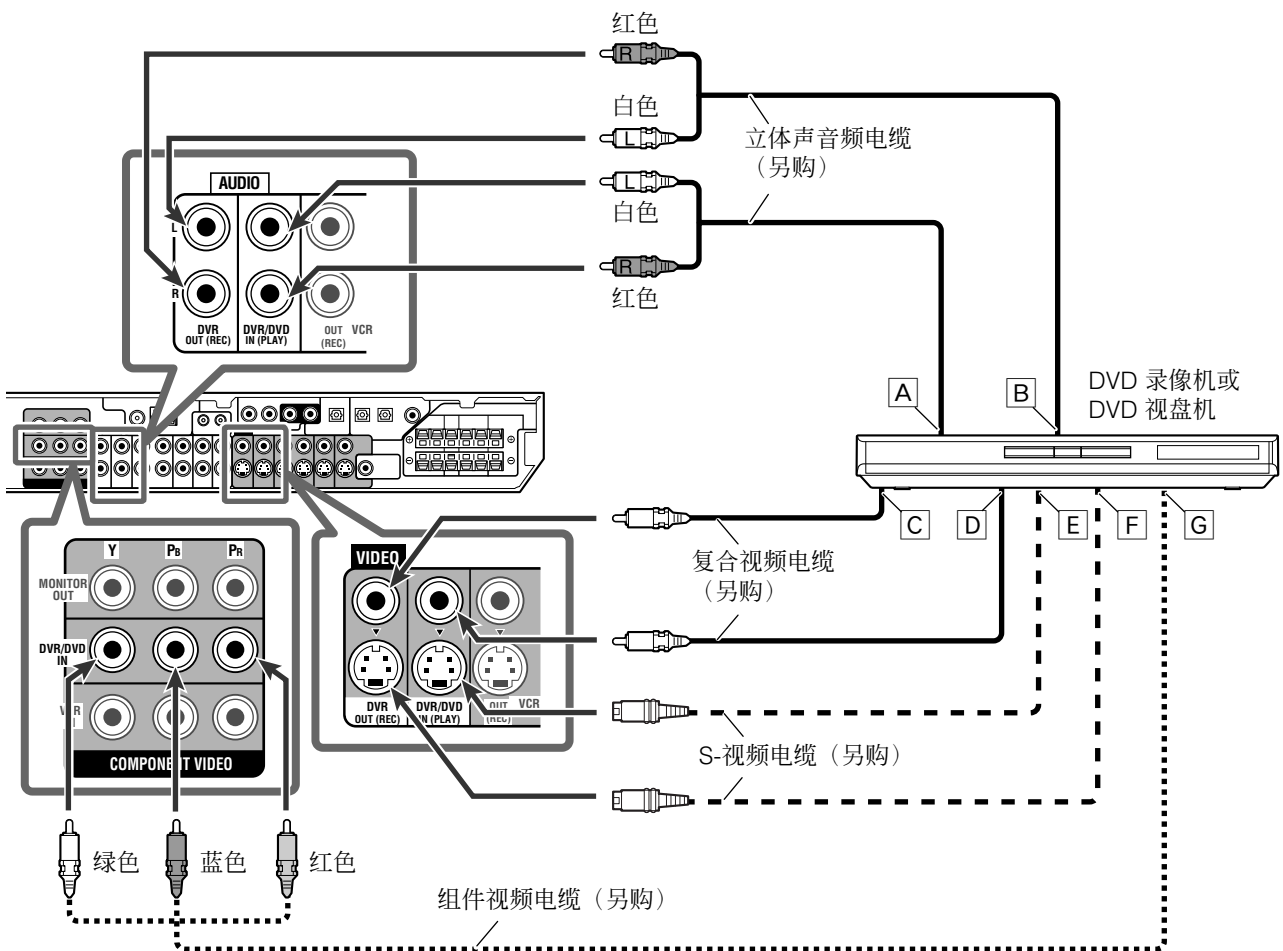 红色
R
白色
L
立体声音频电缆
（另购）
L
白色
R
红色
AUDIO
L
R
DVR
OUT (REC)
DVR/DVD
IN (PLAY)
OUT VCR
(REC)
A
B
DVD 录像机或
DVD 视盘机
C
D
E
F
G
复合视频电缆
（另购）
VIDEO
DVR
OUT (REC)
DVR/DVD
IN (PLAY)
OUT VCR
(REC)
S-视频电缆（另购）
Y
PB
PR
MONITOR
OUT
DVR/DVD
IN
COMPONENT VIDEO
绿色
蓝色
红色
组件视频电缆（另购）